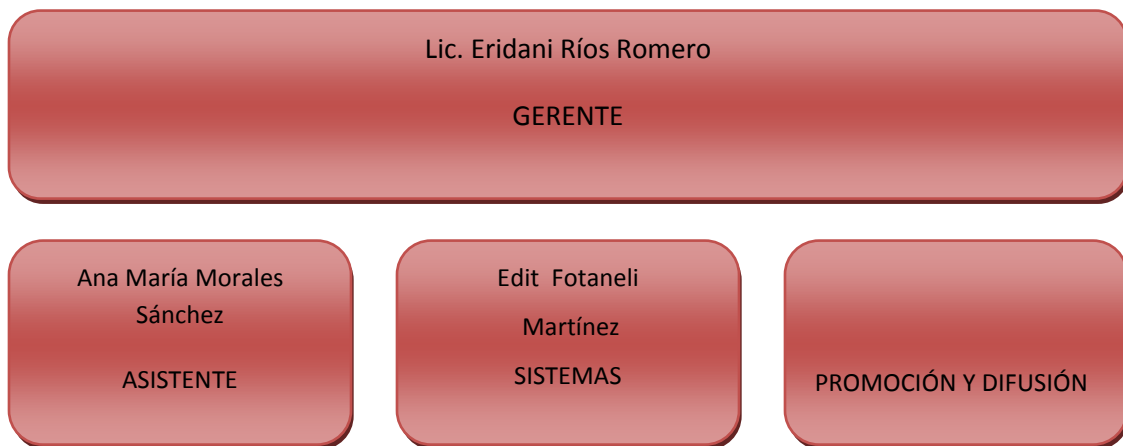 Lic. Eridani Ríos Romero
GERENTE
Ana María Morales
Sánchez
ASISTENTE
Edit Fotaneli
Martínez
SISTEMAS
PROMOCIÓN Y DIFUSIÓN